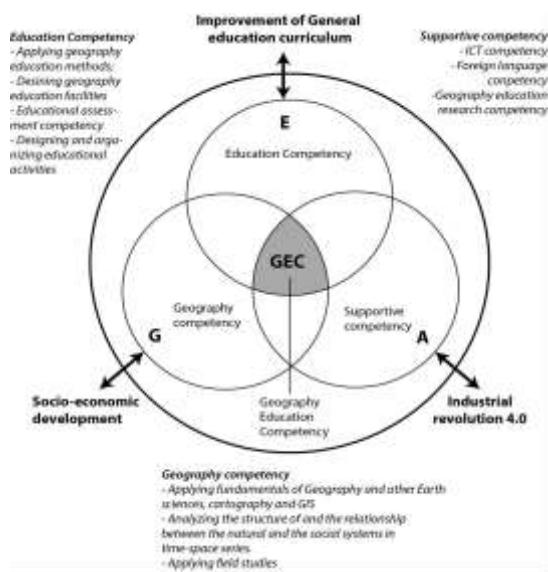 Improvement of General
education curriculum
Education Competency
- Applying geography
education methods;
- Desining geography
education facilities
- Educational assess-
ment competency
- Designing and orga-
nizing educational
activities
Supportive competency
- ICT competency
- Foreign language
competency
-Geography education
research competency
E
Education Competency
GEC
Geography
competency
G
Supportive
competency
A
Geography
Education
Competency
Socio-economic
development
Industrial
revolution 4.0
Geography competency
- Applying fundamentals of Geography and other Earth
sciences, cartography and GIS
- Analyzing the structure of and the relationship
between the natural and the social systems in
time-space series.
- Applying field studies